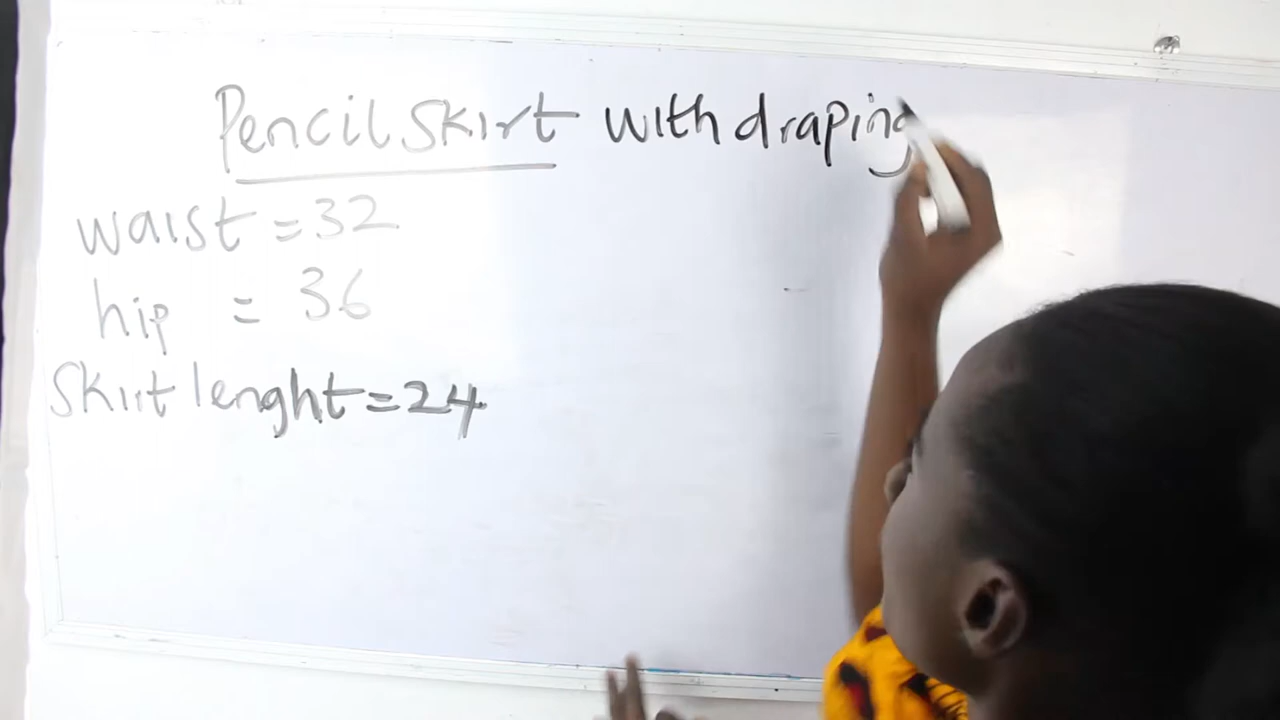 Pencil skirt with draping
waist = 32
hip = 36
Skirt lenght = 24